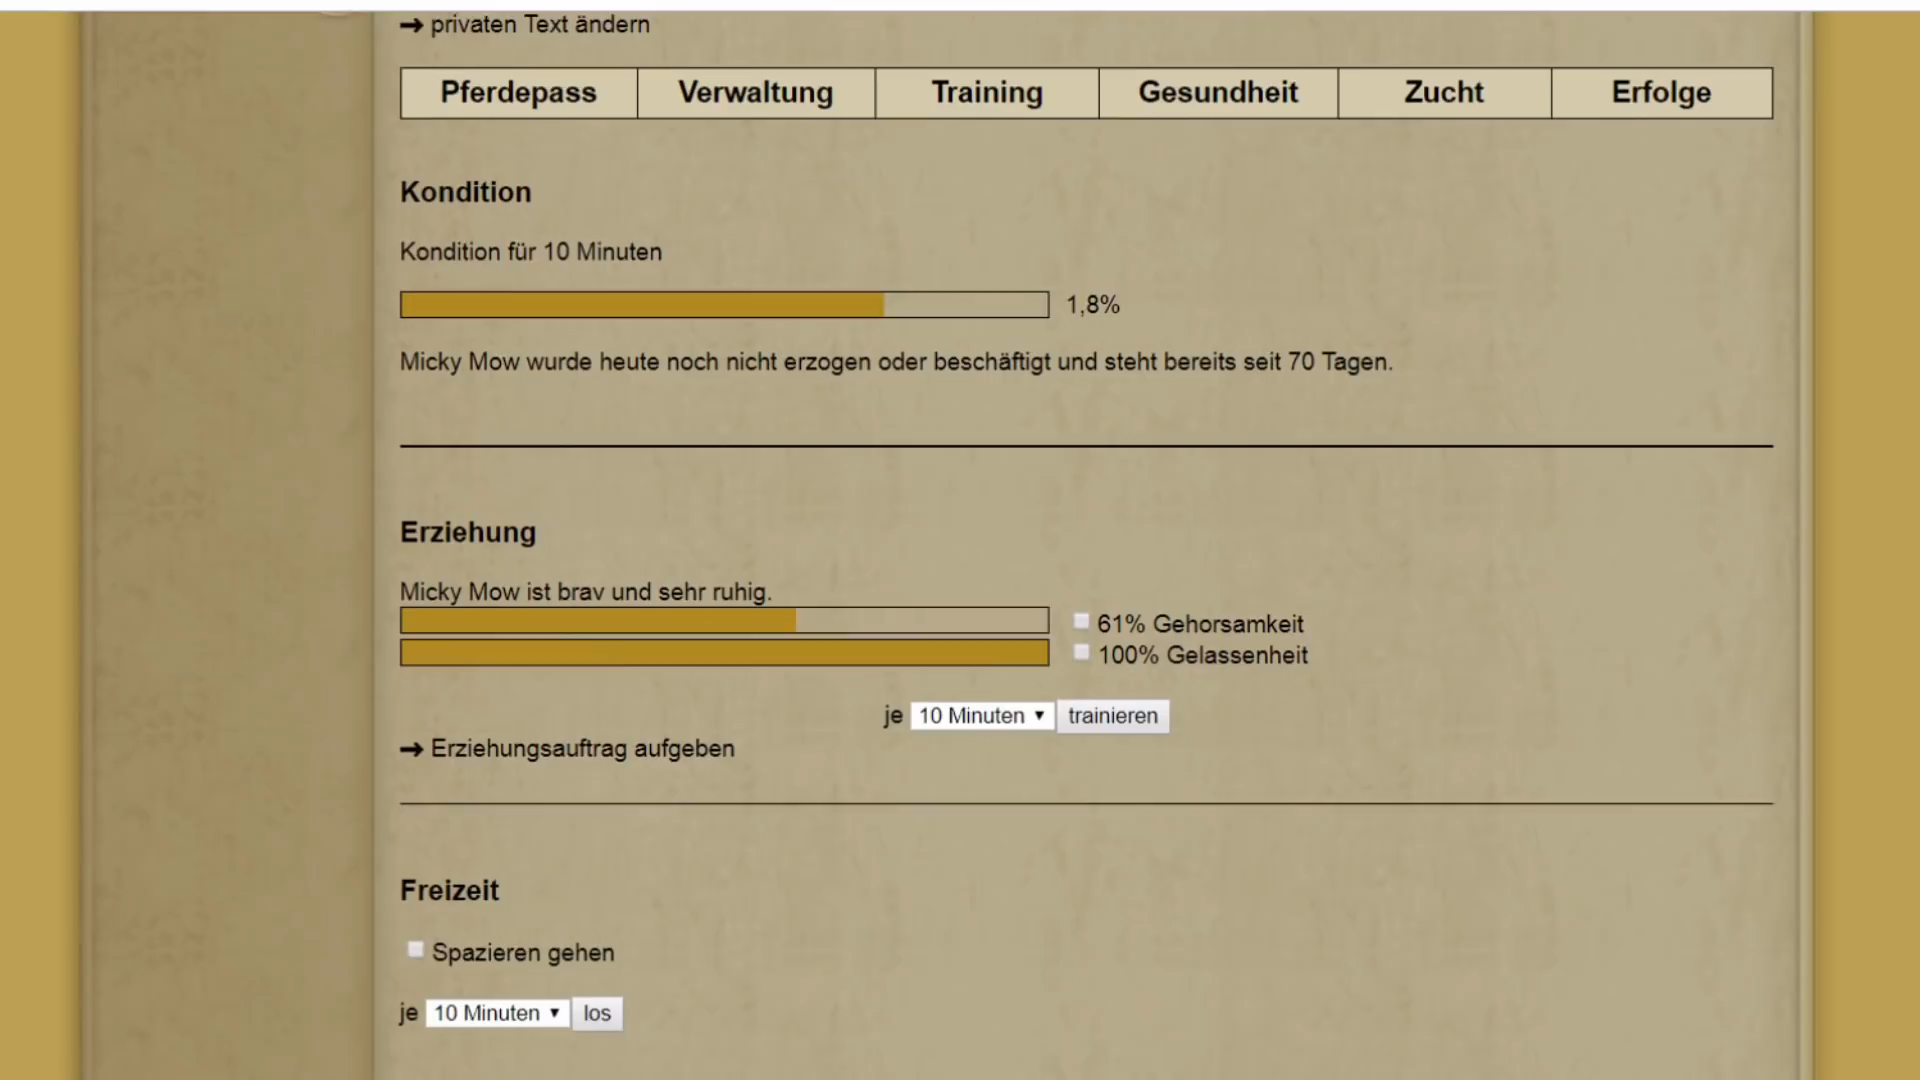 → privaten Text ändern
Pferdepass Verwaltung Training Gesundheit Zucht Erfolge
Kondition
Kondition für 10 Minuten
1,8%
Micky Mow wurde heute noch nicht erzogen oder beschäftigt und steht bereits seit 70 Tagen.
Erziehung
Micky Mow ist brav und sehr ruhig.
61% Gehorsamkeit
100% Gelassenheit
je 10 Minuten ▼ trainieren
→ Erziehungsauftrag aufgeben
Freizeit
Spazieren gehen
je 10 Minuten ▼ los